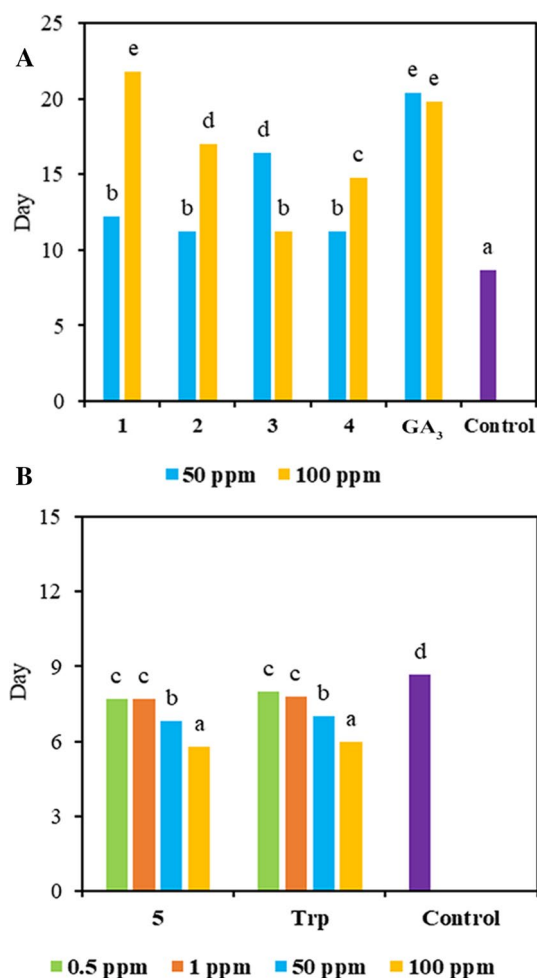 A
25
20
15
10
5
0
Day
b e b d d b b c e e a
1 2 3 4 GA₃ Control
50 ppm 100 ppm
B
15
12
9
6
3
0
Day
c c b a c c b a d
5 Trp Control
0.5 ppm 1 ppm 50 ppm 100 ppm